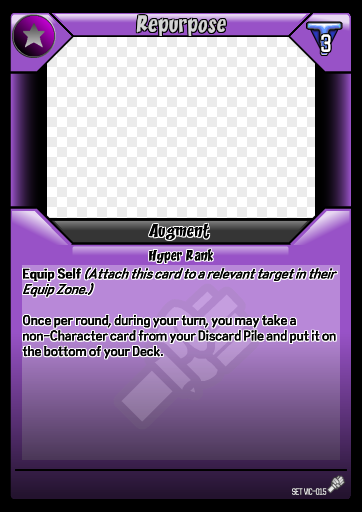 Repurpose
3
Augment
Hyper Rank
Equip Self (Attach this card to a relevant target in their
Equip Zone.)
Once per round, during your turn, you may take a
non-Character card from your Discard Pile and put it on
the bottom of your Deck.
SET VIC-015